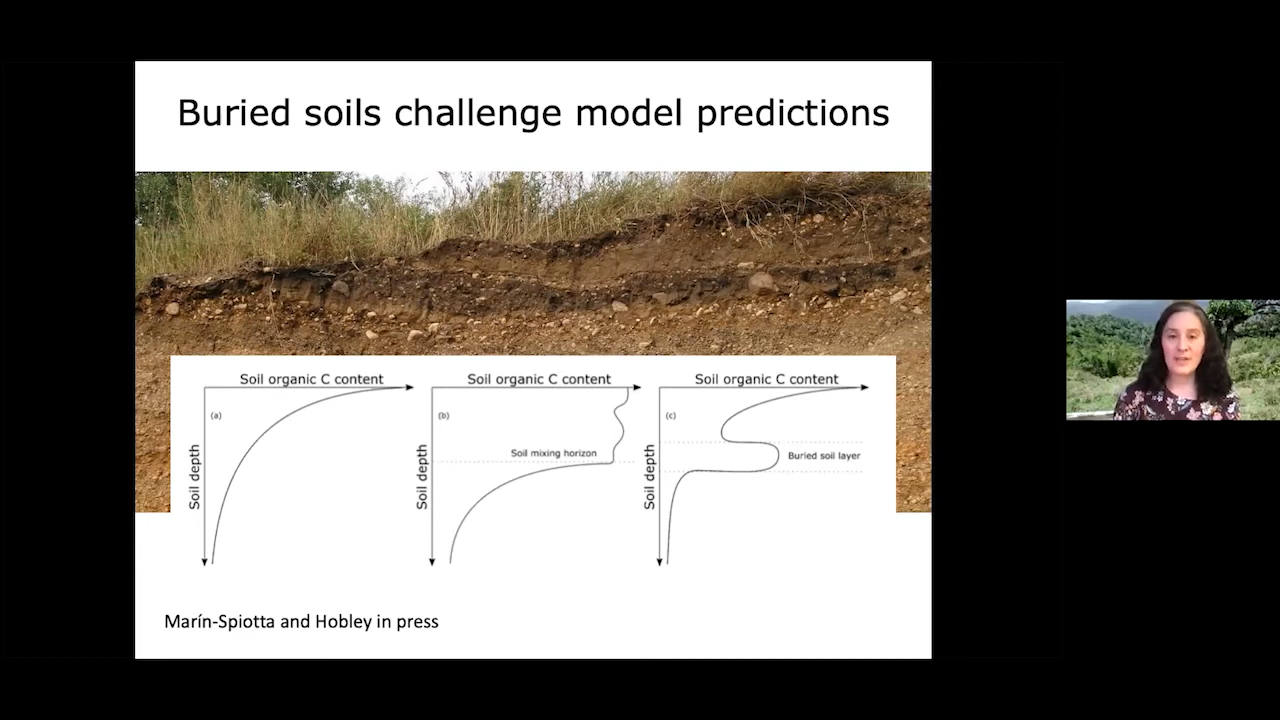 Buried soils challenge model predictions
Soil organic C content
(a)
Soil depth
Soil organic C content
(b)
Soil mixing horizon
Soil depth
Soil organic C content
(c)
Buried soil layer
Soil depth
Marín-Spiotta and Hobley in press